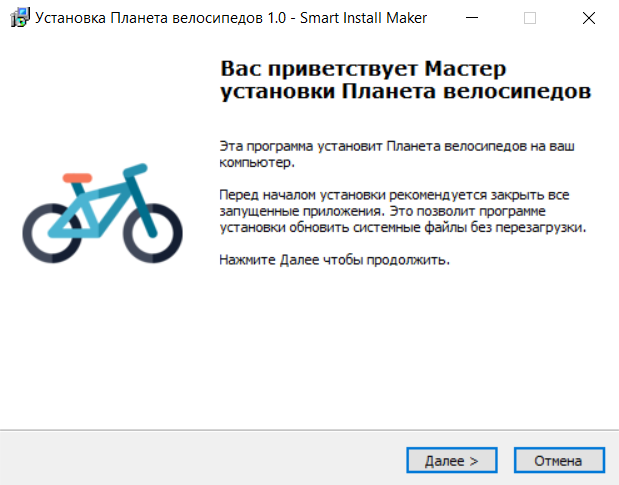 Установка Планета велосипедов 1.0 - Smart Install Maker
Вас приветствует Мастер
установки Планета велосипедов
Эта программа установит Планета велосипедов на ваш
компьютер.
Перед началом установки рекомендуется закрыть все
запущенные приложения. Это позволит программе
установки обновить системные файлы без перезагрузки.
Нажмите Далее чтобы продолжить.
Далее >
Отмена